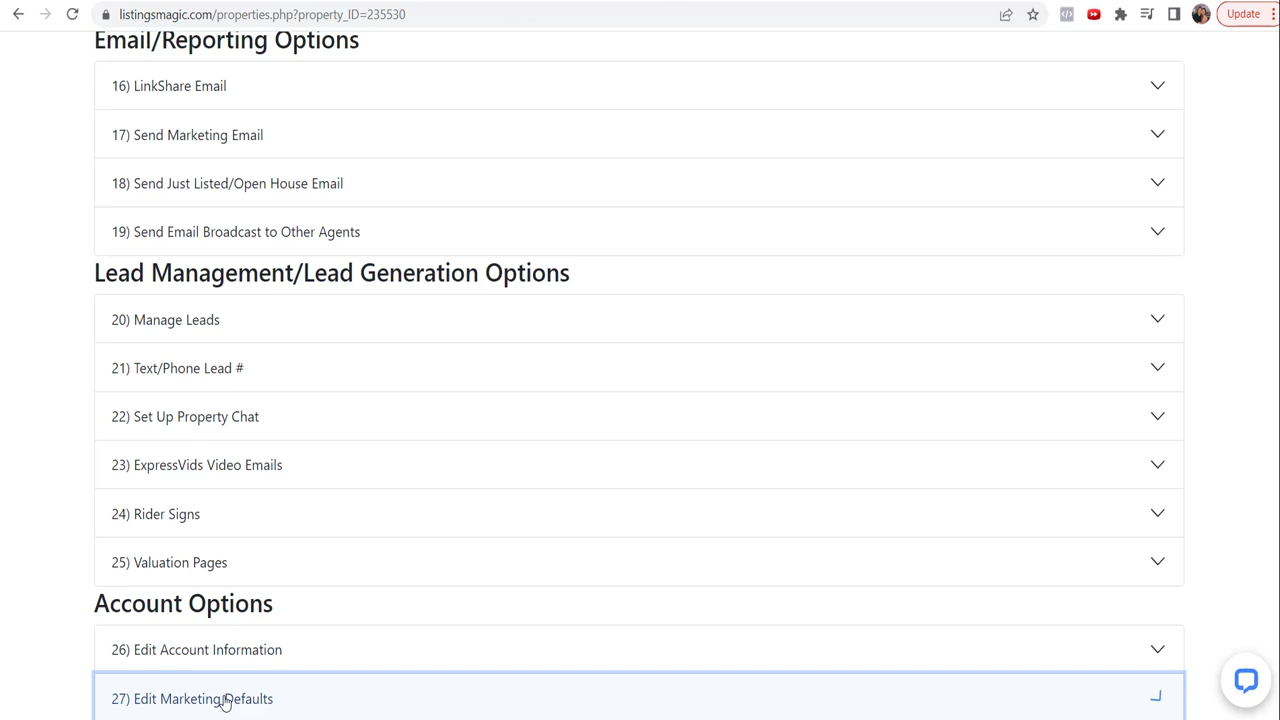 listingsmagic.com/properties.php?property_ID=235530
Update
Email/Reporting Options
16) LinkShare Email
17) Send Marketing Email
18) Send Just Listed/Open House Email
19) Send Email Broadcast to Other Agents
Lead Management/Lead Generation Options
20) Manage Leads
21) Text/Phone Lead #
22) Set Up Property Chat
23) ExpressVids Video Emails
24) Rider Signs
25) Valuation Pages
Account Options
26) Edit Account Information
27) Edit Marketing Defaults